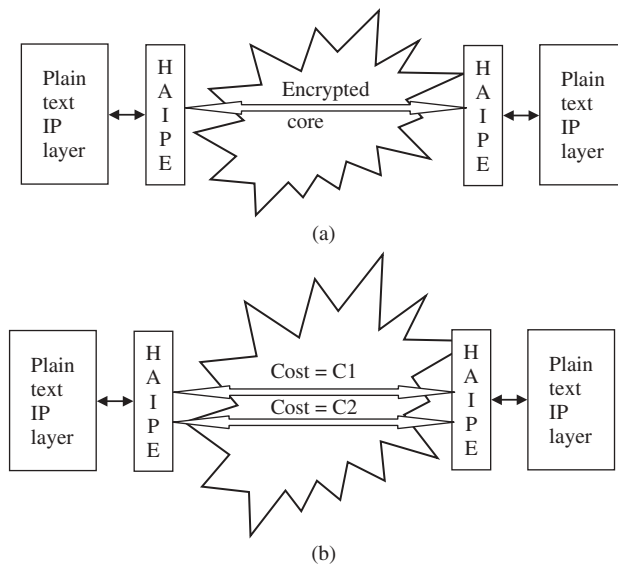 Plain
text
IP
layer
H
A
I
P
E
Encrypted
core
H
A
I
P
E
Plain
text
IP
layer
(a)
Plain
text
IP
layer
H
A
I
P
E
Cost = C1
Cost = C2
H
A
I
P
E
Plain
text
IP
layer
(b)